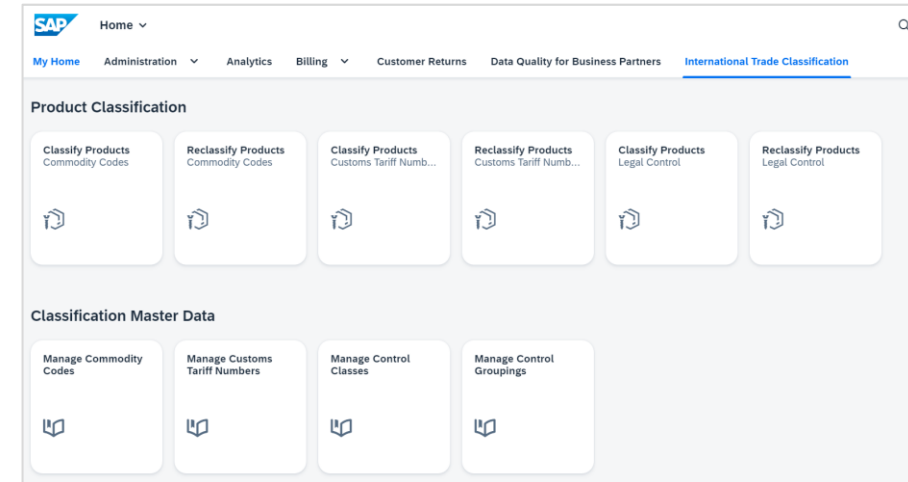 SAP Home
My Home Administration Analytics Billing Customer Returns Data Quality for Business Partners International Trade Classification
Product Classification
Classify Products
Commodity Codes
Reclassify Products
Commodity Codes
Classify Products
Customs Tariff Numb...
Reclassify Products
Customs Tariff Numb...
Classify Products
Legal Control
Reclassify Products
Legal Control
Classification Master Data
Manage Commodity
Codes
Manage Customs
Tariff Numbers
Manage Control
Classes
Manage Control
Groupings